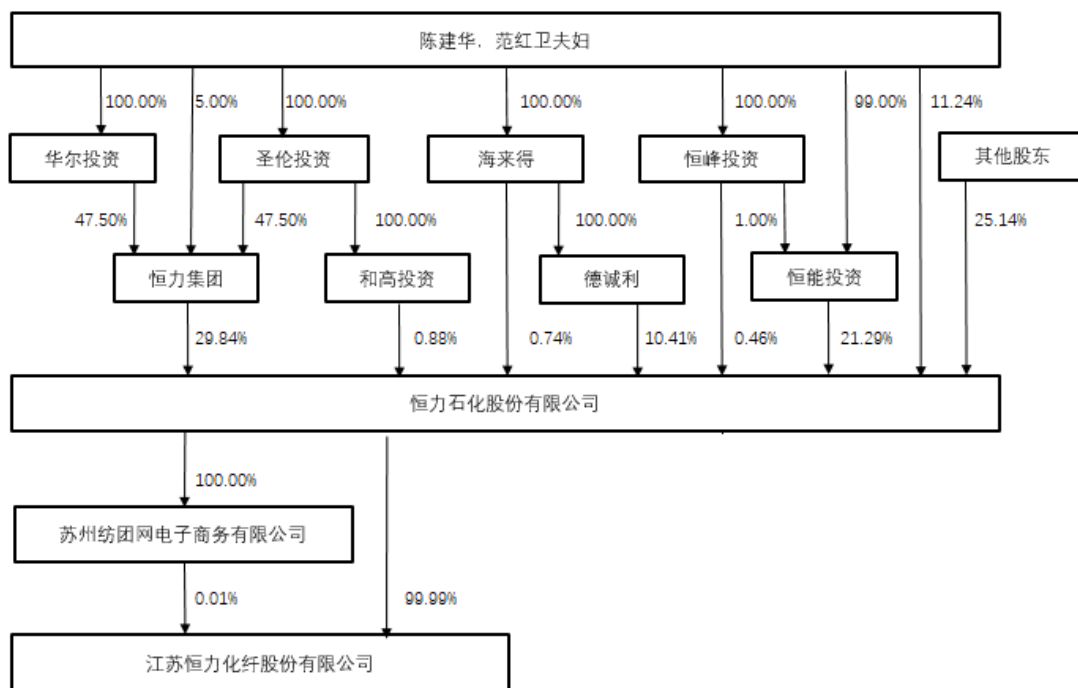 陈建华，范红卫夫妇
100.00%
5.00%
100.00%
100.00%
100.00%
99.00%
11.24%
华尔投资
圣伦投资
海来得
恒峰投资
其他股东
47.50%
47.50%
100.00%
100.00%
1.00%
25.14%
恒力集团
和高投资
德诚利
恒能投资
29.84%
0.88%
0.74%
10.41%
0.46%
21.29%
恒力石化股份有限公司
100.00%
苏州纺团网电子商务有限公司
0.01%
99.99%
江苏恒力化纤股份有限公司